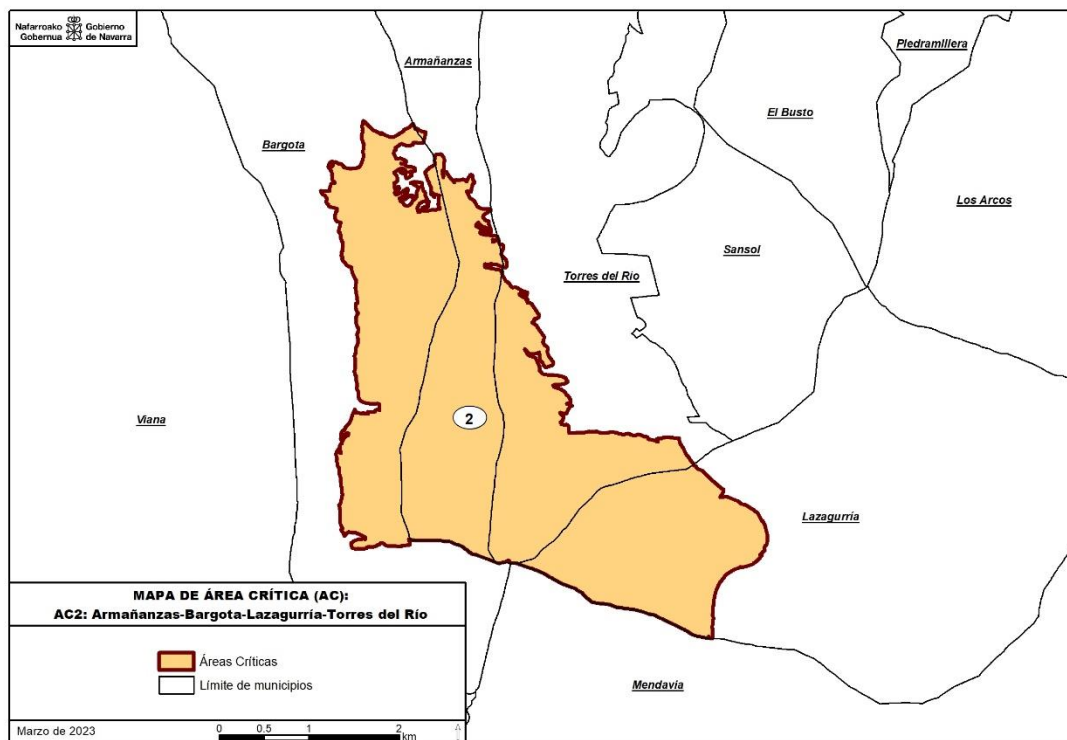 Nafarroako Gobierno
Gobernua de Navarra
Piedramillera
Armañanzas
El Busto
Bargota
Los Arcos
Sansol
Torres del Río
Viana
2
Lazagurría
MAPA DE ÁREA CRÍTICA (AC):
AC2: Armañanzas-Bargota-Lazagurría-Torres del Río
Áreas Críticas
Límite de municipios
Mendavia
Marzo de 2023
0 0.5 1 2
km